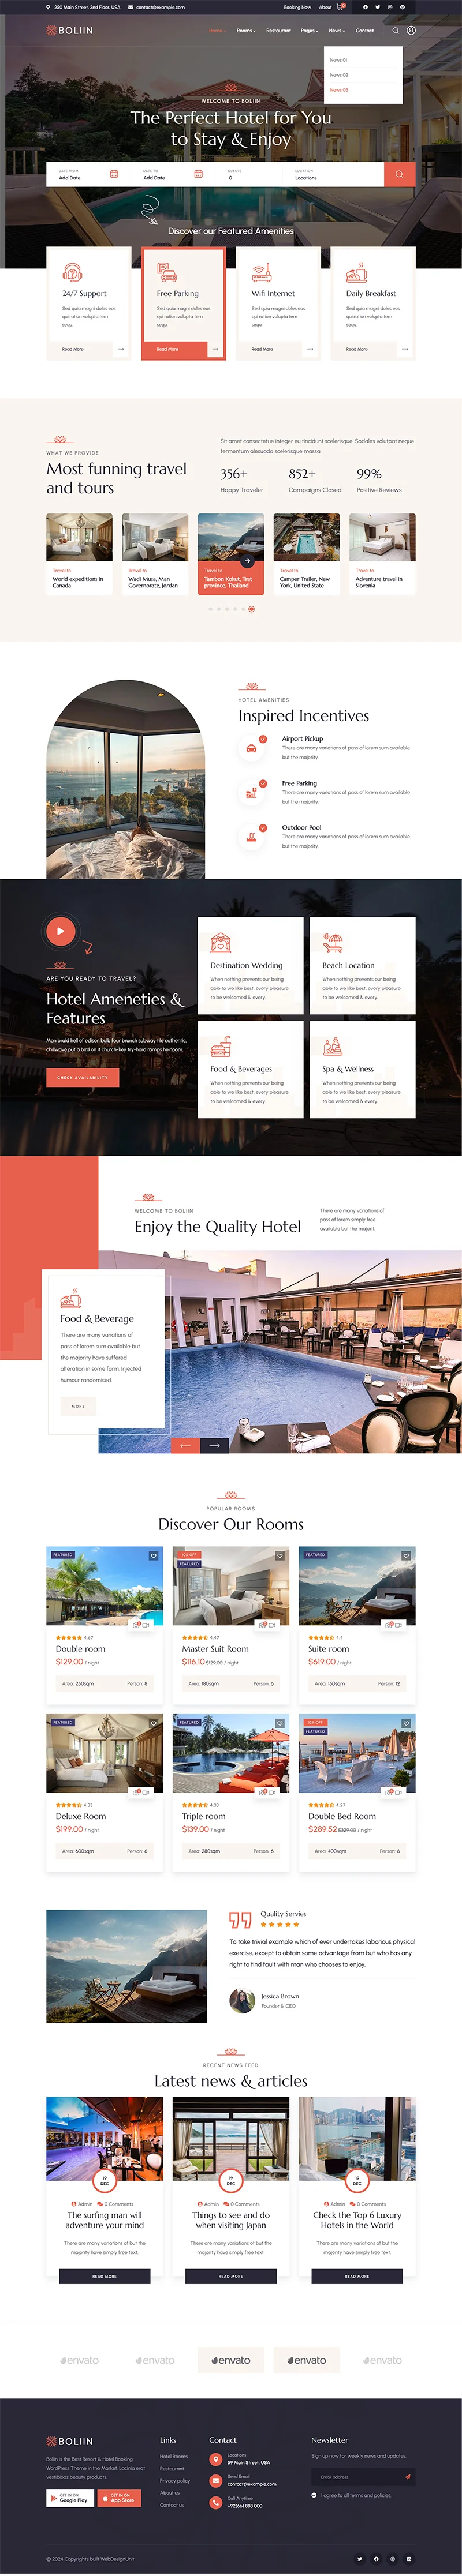 250 Main Street, 2nd Floor, USA
contact@example.com
Booking Now
About
BOLIIN
Home
Rooms
Restaurant
Pages
News
Contact
News 01
News 02
News 03
WELCOME TO BOLIIN
The Perfect Hotel for You
to Stay & Enjoy
DATE FROM
Add Date
DATE TO
Add Date
GUESTS
0
LOCATION
Locations
Discover our Featured Amenities
24/7 Support
Sed quia magni dolres eos
qui ration volupta tem
sequ.
Read More
Free Parking
Sed quia magni dolres eos
qui ration volupta tem
sequ.
Read More
Wifi Internet
Sed quia magni dolres eos
qui ration volupta tem
sequ.
Read More
Daily Breakfast
Sed quia magni dolres eos
qui ration volupta tem
sequ.
Read More
WHAT WE PROVIDE
Most funning travel
and tours
Sit amet consectetue integer eu tincidunt scelerisque. Sodales volutpat neque
fermentum alesuada scelerisque massa.
356+
Happy Traveler
852+
Campaigns Closed
99%
Positive Reviews
Travel to
World expeditions in
Canada
Travel to
Wadi Musa, Man
Governorate, Jordan
Travel to
Tambon Kokut, Trat
province, Thailand
Travel to
Camper Trailer, New
York, United State
Travel to
Adventure travel in
Slovenia
HOTEL AMENITIES
Inspired Incentives
Airport Pickup
There are many variations of pass of lorem sum available
but the majority.
Free Parking
There are many variations of pass of lorem sum available
but the majority.
Outdoor Pool
There are many variations of pass of lorem sum available
but the majority.
ARE YOU READY TO TRAVEL?
Hotel Ameneties &
Features
Mon brad hell of edison bulb four brunch subway tile authentic,
chillwave put a bird on it church-key try-hard ramps heirloom.
CHECK AVAILABILITY
Destination Wedding
When nothing prevents our being
able to we like best, every pleasure
to be welcomed & every.
Beach Location
When nothing prevents our being
able to we like best, every pleasure
to be welcomed & every.
Food & Beverages
When nothing prevents our being
able to we like best, every pleasure
to be welcomed & every.
Spa & Wellness
When nothing prevents our being
able to we like best, every pleasure
to be welcomed & every.
WELCOME TO BOLIIN
Enjoy the Quality Hotel
There are many variations of
pass of lorem simply free
available but the majorit.
Food & Beverage
There are many variations of
pass of lorem sum available but
the majority have suffered
alteration in some form. Injected
humour randomised.
MORE
POPULAR ROOMS
Discover Our Rooms
FEATURED
4.67
Double room
$129.00 / night
Area: 250sqm
Person: 8
10% OFF
FEATURED
4.47
Master Suit Room
$116.10 $129.00 / night
Area: 180sqm
Person: 6
FEATURED
4.4
Suite room
$619.00 / night
Area: 150sqm
Person: 12
FEATURED
4.33
Deluxe Room
$199.00 / night
Area: 600sqm
Person: 6
FEATURED
4.33
Triple room
$139.00 / night
Area: 280sqm
Person: 6
FEATURED
4.27
Double Bed Room
$289.52 $329.00 / night
Area: 400sqm
Person: 6
Quality Servies
To take trivial example which of ever undertakes laborious physical
exercise, except to obtain some advantage from but who has any
right to find fault with man who chooses to enjoy.
Jessica Brown
Founder & CEO
RECENT NEWS FEED
Latest news & articles
19
DEC
Admin
0 Comments
The surfing man will
adventure your mind
There are many variations of but the
majority have simply free text.
READ MORE
19
DEC
Admin
0 Comments
Things to see and do
when visiting Japan
There are many variations of but the
majority have simply free text.
READ MORE
19
DEC
Admin
0 Comments
Check the Top 6 Luxury
Hotels in the World
There are many variations of but the
majority have simply free text.
READ MORE
envato
envato
envato
envato
envato
BOLIIN
Boliin is the Best Resort & Hotel Booking
WordPress Theme in the Market. Lacinia erat
vestibulas beauty products.
GET IN ON
Google Play
GET IN ON
App Store
Links
Hotel Rooms
Restaurant
Privacy policy
About us
Contact us
Contact
Locations
59 Main Street, USA
Send Email
contact@example.com
Call Anytime
+92(66) 888 000
Newsletter
Sign up now for weekly news and updates
Email address
I agree to all terms and policies
© 2024 Copyrights built WebDesignUnit